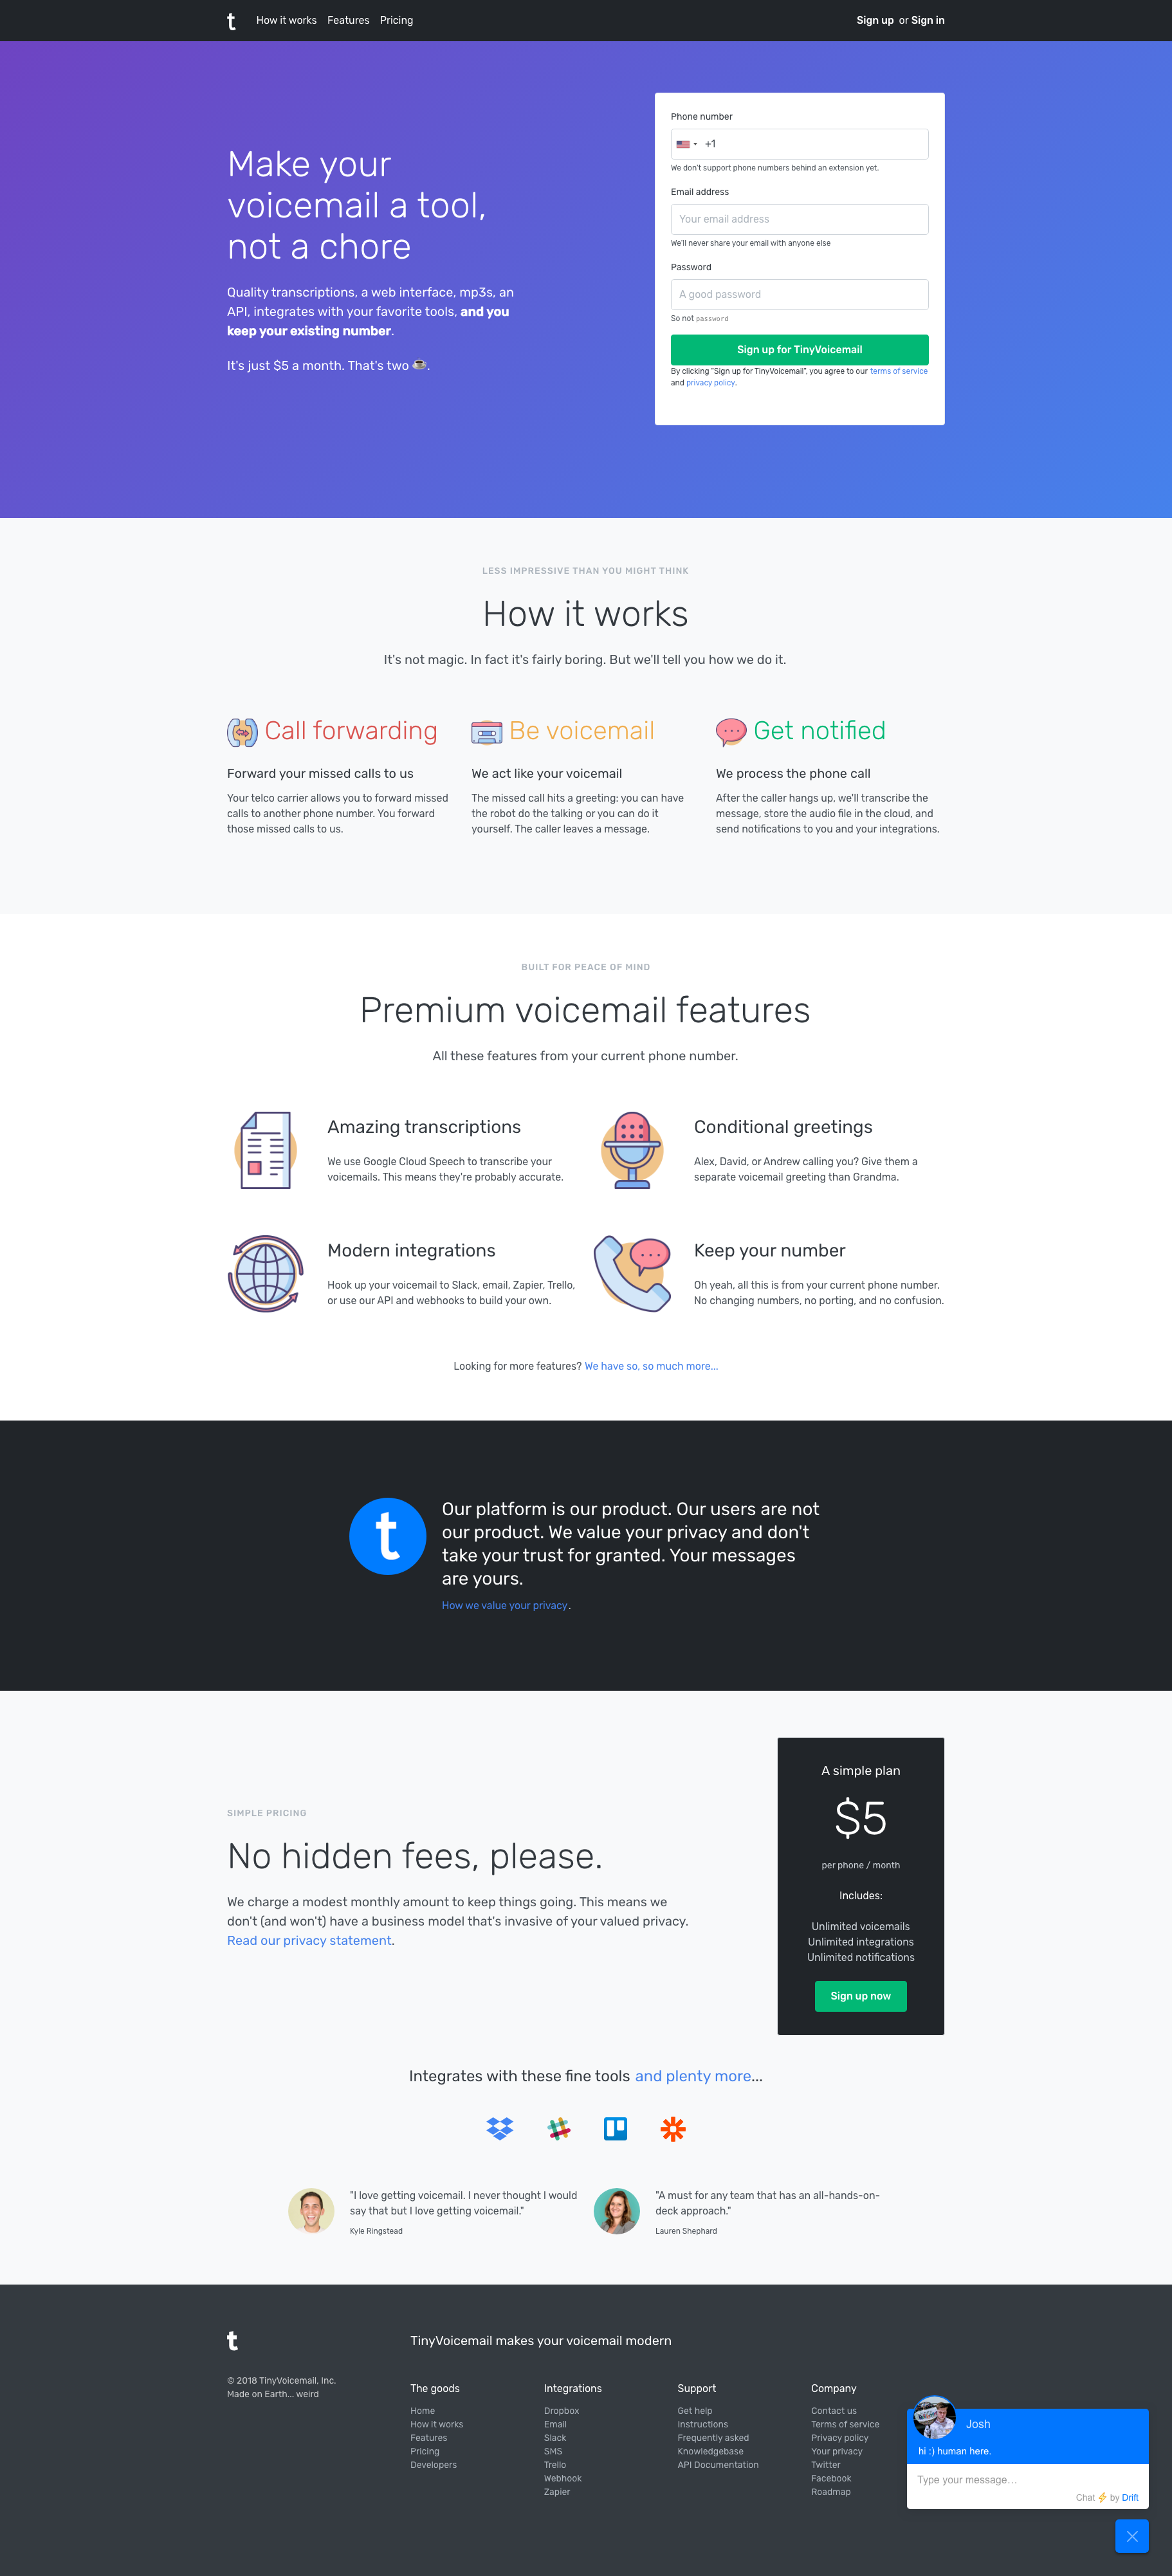 t How it works Features Pricing Sign up or Sign in
Make your
voicemail a tool,
not a chore
Quality transcriptions, a web interface, mp3s, an
API, integrates with your favorite tools, and you
keep your existing number.
It's just $5 a month. That's two ☕.
Phone number
+1
We don't support phone numbers behind an extension yet.
Email address
Your email address
We'll never share your email with anyone else
Password
A good password
So not password
Sign up for TinyVoicemail
By clicking "Sign up for TinyVoicemail", you agree to our terms of service
and privacy policy.
LESS IMPRESSIVE THAN YOU MIGHT THINK
How it works
It's not magic. In fact it's fairly boring. But we'll tell you how we do it.
Call forwarding
Forward your missed calls to us
Your telco carrier allows you to forward missed
calls to another phone number. You forward
those missed calls to us.
Be voicemail
We act like your voicemail
The missed call hits a greeting: you can have
the robot do the talking or you can do it
yourself. The caller leaves a message.
Get notified
We process the phone call
After the caller hangs up, we'll transcribe the
message, store the audio file in the cloud, and
send notifications to you and your integrations.
BUILT FOR PEACE OF MIND
Premium voicemail features
All these features from your current phone number.
Amazing transcriptions
We use Google Cloud Speech to transcribe your
voicemails. This means they're probably accurate.
Conditional greetings
Alex, David, or Andrew calling you? Give them a
separate voicemail greeting than Grandma.
Modern integrations
Hook up your voicemail to Slack, email, Zapier, Trello,
or use our API and webhooks to build your own.
Keep your number
Oh yeah, all this is from your current phone number.
No changing numbers, no porting, and no confusion.
Looking for more features? We have so, so much more...
t
Our platform is our product. Our users are not
our product. We value your privacy and don't
take your trust for granted. Your messages
are yours.
How we value your privacy.
SIMPLE PRICING
No hidden fees, please.
We charge a modest monthly amount to keep things going. This means we
don't (and won't) have a business model that's invasive of your valued privacy.
Read our privacy statement.
A simple plan
$5
per phone / month
Includes:
Unlimited voicemails
Unlimited integrations
Unlimited notifications
Sign up now
Integrates with these fine tools and plenty more...
"I love getting voicemail. I never thought I would
say that but I love getting voicemail."
Kyle Ringstead
"A must for any team that has an all-hands-on-
deck approach."
Lauren Shephard
t
© 2018 TinyVoicemail, Inc.
Made on Earth... weird
TinyVoicemail makes your voicemail modern
The goods
Home
How it works
Features
Pricing
Developers
Integrations
Dropbox
Email
Slack
SMS
Trello
Webhook
Zapier
Support
Get help
Instructions
Frequently asked
Knowledgebase
API Documentation
Company
Contact us
Terms of service
Privacy policy
Your privacy
Twitter
Facebook
Roadmap
Josh
hi :) human here.
Type your message...
Chat ⚡ by Drift